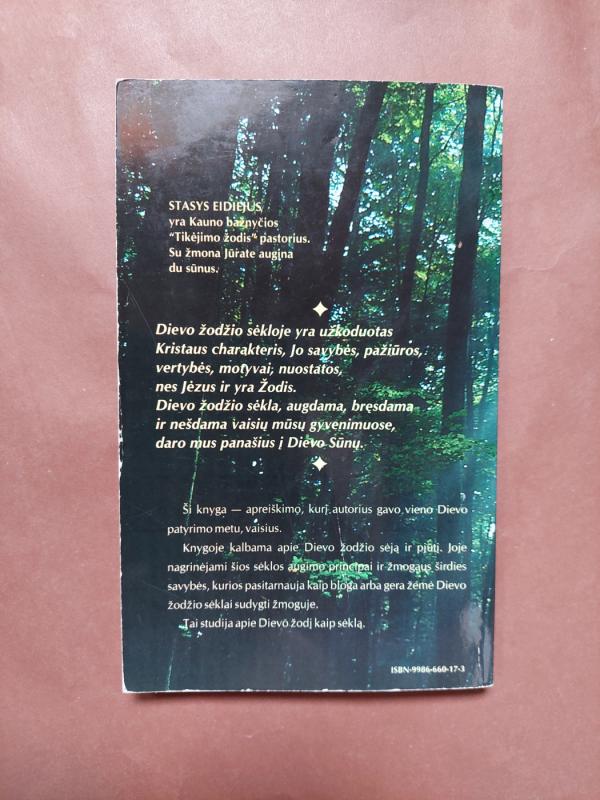 STASYS EIDIEJUS
yra Kauno bažnyčios
"Tikėjimo žodis" pastorius.
Su žmona Jūrate augina
du sūnus.
Dievo žodžio sėkloje yra užkoduotas
Kristaus charakteris, Jo savybės, pažiūros,
vertybės, motyvai, nuostatos,
nes Jėzus ir yra Žodis.
Dievo žodžio sėkla, augdama, bręsdama
ir nešdama vaisių mūsų gyvenimuose,
daro mus panašius į Dievo Sūnų.
Ši knyga — apreiškimo, kurį autorius gavo vieno Dievo
patyrimo metu, vaisius.
Knygoje kalbama apie Dievo žodžio sėją ir pjūtį. Joje
nagrinėjami šios sėklos augimo principai ir žmogaus širdies
savybės, kurios pasitarnauja kaip bloga arba gera žemė Dievo
žodžio sėklai sudygti žmoguje.
Tai studija apie Dievo žodį kaip sėklą.
ISBN-9986-660-17-3